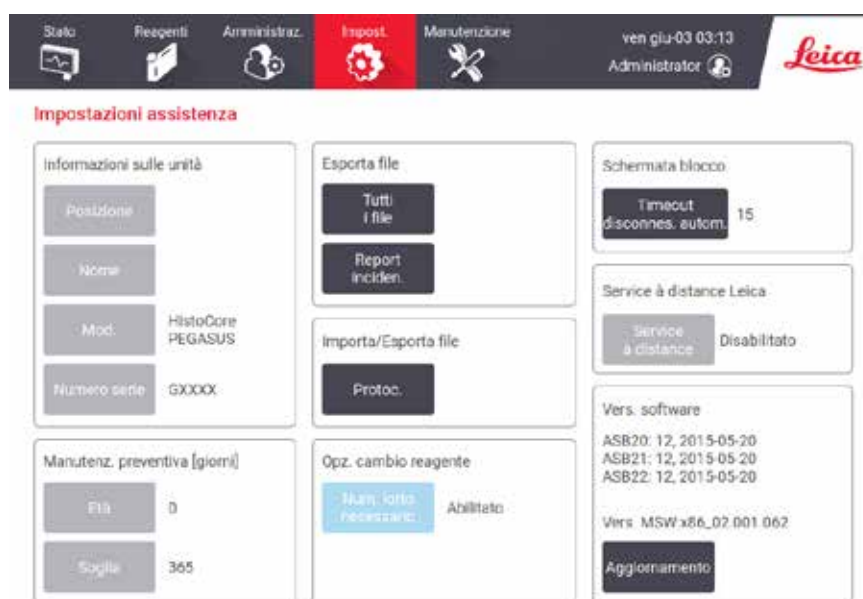 Stato Reagenti Amministraz. Impost. Manutenzione
ven giu-03 03:13
Administrator
Leica
Impostazioni assistenza
Informazioni sulle unità
Posizione
Nome
Mod. HistoCore PEGASUS
Numero serie GXXXX
Manutenz. preventiva [giorni]
Età 0
Soglia 365
Esporta file
Tutti
i file
Report
inciden.
Importa/Esporta file
Protoc.
Opz. cambio reagente
Num. lotto
necessario Abilitato
Schermata blocco
Timeout
disconnes. autom. 15
Service à distance Leica
Service
à distance Disabilitato
Vers. software
ASB20: 12, 2015-05-20
ASB21: 12, 2015-05-20
ASB22: 12, 2015-05-20
Vers MSW x86_02.001.062
Aggiornamento